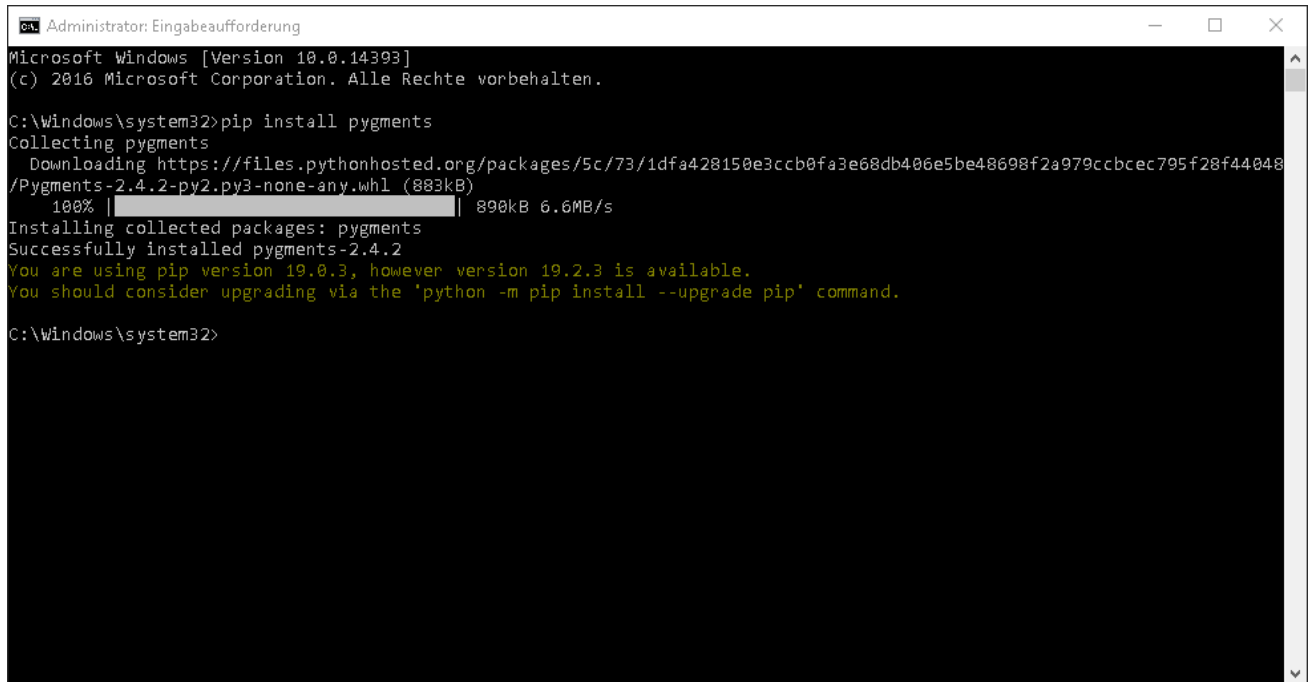 Administrator: Eingabeaufforderung
Microsoft Windows [Version 10.0.14393]
(c) 2016 Microsoft Corporation. Alle Rechte vorbehalten.
C:\Windows\system32>pip install pygments
Collecting pygments
  Downloading https://files.pythonhosted.org/packages/5c/73/1dfa428150e3ccb0fa3e68db406e5be48698f2a979ccbcec795f28f44048
/Pygments-2.4.2-py2.py3-none-any.whl (883kB)
    100% |████████████████████████████████| 890kB 6.6MB/s
Installing collected packages: pygments
Successfully installed pygments-2.4.2
You are using pip version 19.0.3, however version 19.2.3 is available.
You should consider upgrading via the 'python -m pip install --upgrade pip' command.
C:\Windows\system32>